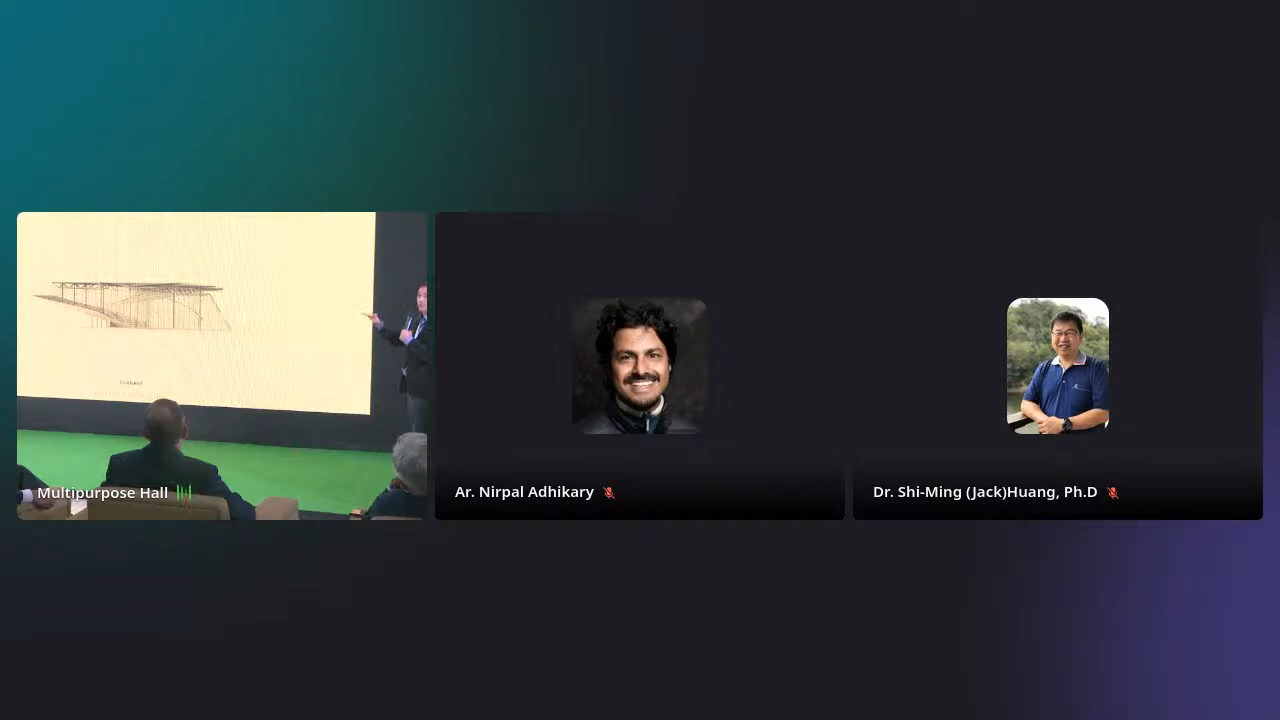 Multipurpose Hall
Ar. Nirpal Adhikary
Dr. Shi-Ming (Jack)Huang, Ph.D